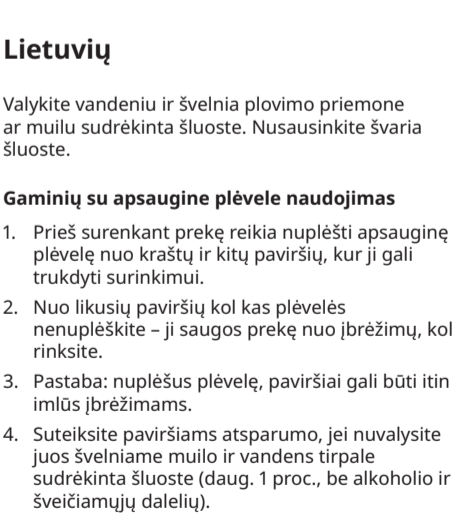 Lietuvių
Valykite vandeniu ir švelnia plovimo priemone
ar muilu sudrėkinta šluoste. Nusausinkite švaria
šluoste.
Gaminių su apsaugine plėvele naudojimas
1. Prieš surenkant prekę reikia nuplėšti apsauginę
plėvelę nuo kraštų ir kitų paviršių, kur ji gali
trukdyti surinkimui.
2. Nuo likusių paviršių kol kas plėvelės
nenuplėškite – ji saugos prekę nuo įbrėžimų, kol
rinksite.
3. Pastaba: nuplėšus plėvelę, paviršiai gali būti itin
imlūs įbrėžimams.
4. Suteiksite paviršiams atsparumo, jei nuvalysite
juos švelniame muilo ir vandens tirpale
sudrėkinta šluoste (daug. 1 proc., be alkoholio ir
šveičiamųjų dalelių).